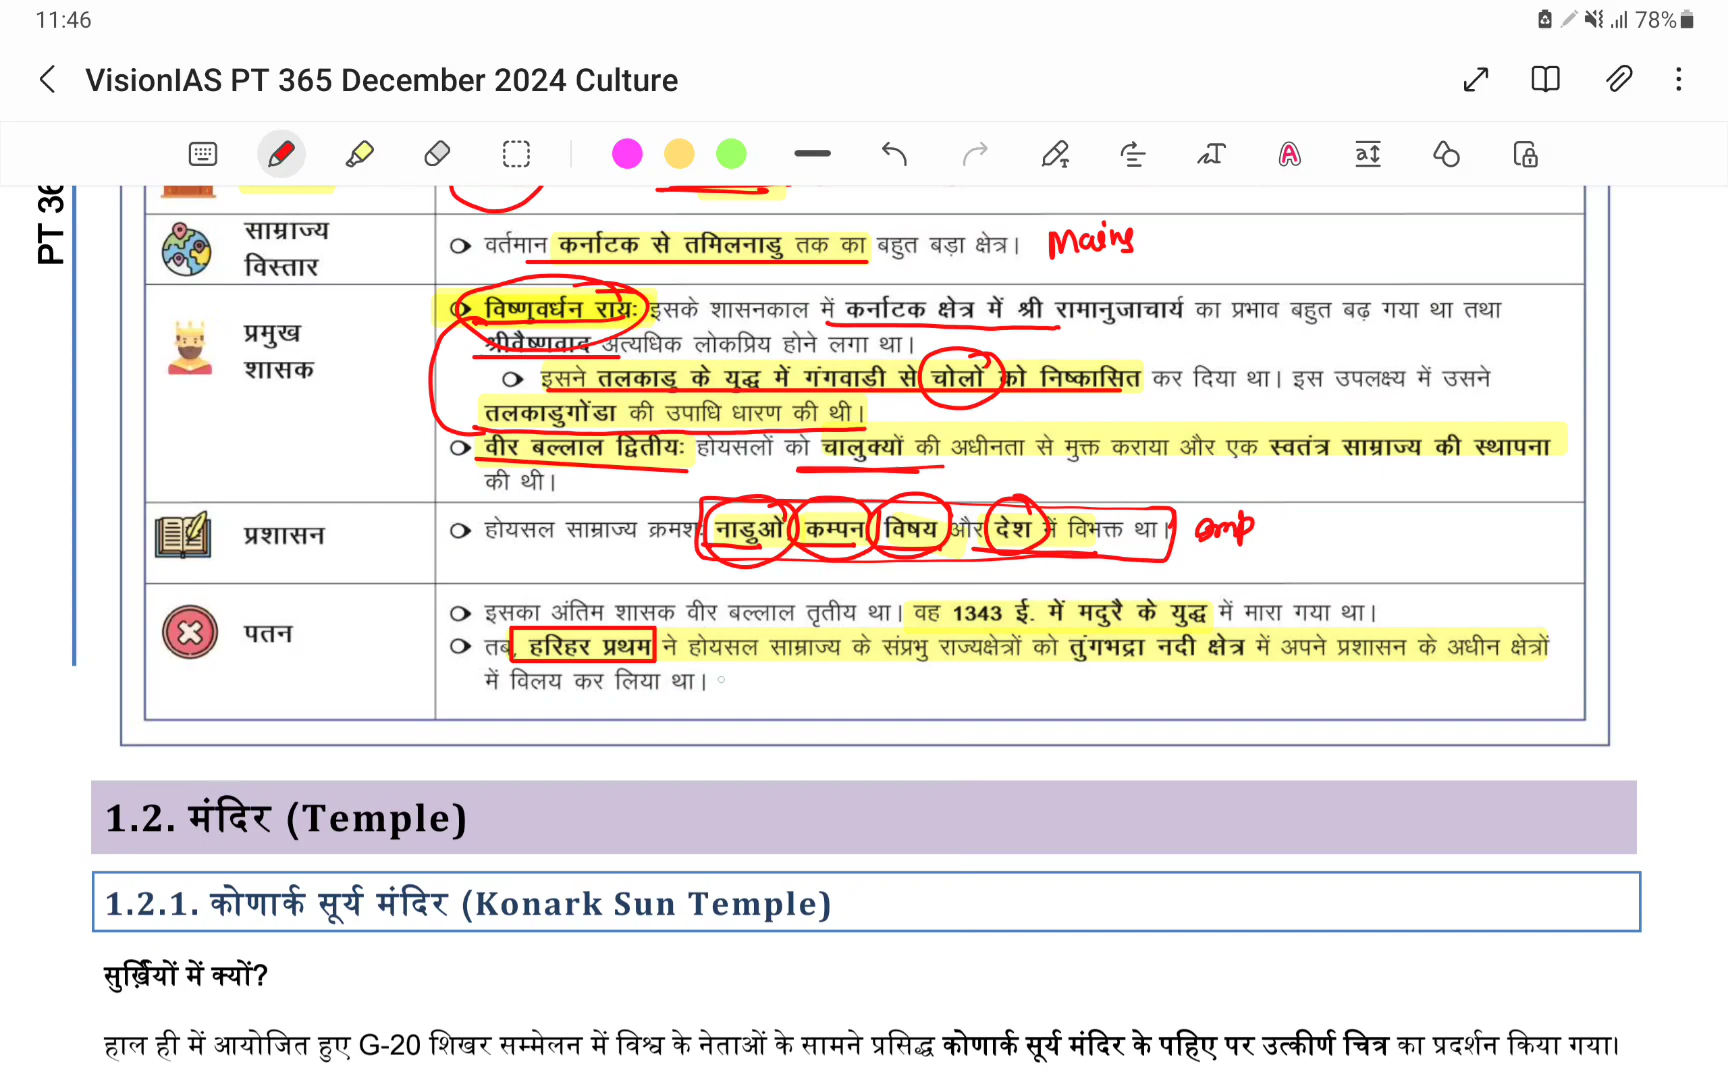 11:46
78%
VisionIAS PT 365 December 2024 Culture
PT 36
साम्राज्य
विस्तार
वर्तमान कर्नाटक से तमिलनाडु तक का बहुत बड़ा क्षेत्र। Mains
प्रमुख
शासक
विष्णुवर्धन रायः इसके शासनकाल में कर्नाटक क्षेत्र में श्री रामानुजाचार्य का प्रभाव बहुत बढ़ गया था तथा
श्रीवैष्णवाद अत्यधिक लोकप्रिय होने लगा था।
इसने तलकाडु के युद्ध में गंगवाडी से चोलों को निष्कासित कर दिया था। इस उपलक्ष्य में उसने
तलकाडुगोंडा की उपाधि धारण की थी।
वीर बल्लाल द्वितीयः होयसलों को चालुक्यों की अधीनता से मुक्त कराया और एक स्वतंत्र साम्राज्य की स्थापना
की थी।
प्रशासन
होयसल साम्राज्य क्रमशः नाडुओं कम्पन विषय और देश में विभक्त था। Imp
पतन
इसका अंतिम शासक वीर बल्लाल तृतीय था। वह 1343 ई. में मदुरै के युद्ध में मारा गया था।
तब, हरिहर प्रथम ने होयसल साम्राज्य के संप्रभु राज्यक्षेत्रों को तुंगभद्रा नदी क्षेत्र में अपने प्रशासन के अधीन क्षेत्रों
में विलय कर लिया था।
1.2. मंदिर (Temple)
1.2.1. कोणार्क सूर्य मंदिर (Konark Sun Temple)
सुर्ख़ियों में क्यों?
हाल ही में आयोजित हुए G-20 शिखर सम्मेलन में विश्व के नेताओं के सामने प्रसिद्ध कोणार्क सूर्य मंदिर के पहिए पर उत्कीर्ण चित्र का प्रदर्शन किया गया।